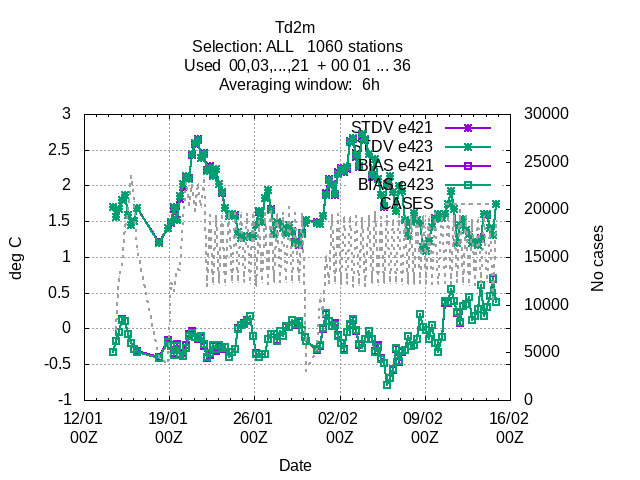 Td2m
Selection: ALL   1060 stations
Used  00,03,...,21  + 00 01 ... 36
Averaging window:  6h
3 30000
STDV e421
2.5 STDV e423 25000
BIAS e421
2 BIAS e423
CASES 20000
1.5
1 15000
0.5 10000
0
-0.5 5000
-1 0
deg C
No cases
12/01 19/01 26/01 02/02 09/02 16/02
00Z 00Z 00Z 00Z 00Z 00Z
Date